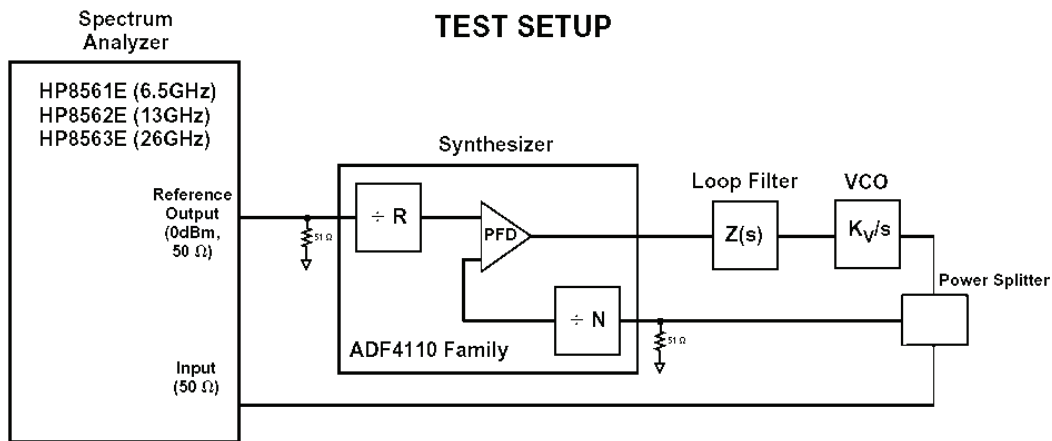 TEST SETUP
Spectrum
Analyzer
HP8561E (6.5GHz)
HP8562E (13GHz)
HP8563E (26GHz)
Reference
Output
(0dBm,
50 Ω)
Input
(50 Ω)
51 Ω
Synthesizer
÷ R
PFD
÷ N
ADF4110 Family
51 Ω
Loop Filter
Z(s)
VCO
KV/s
Power Splitter